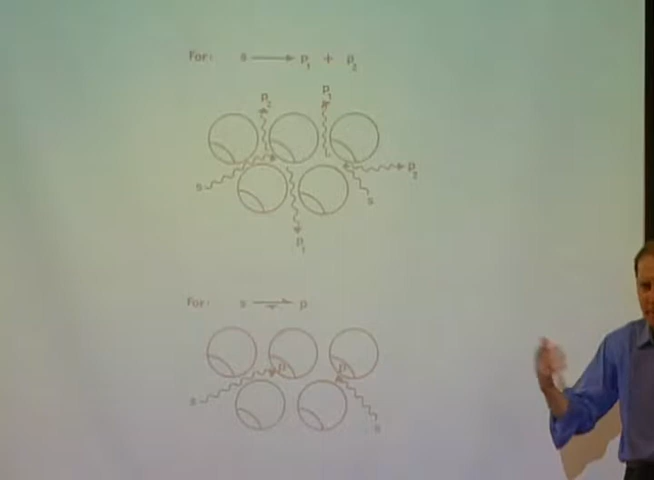 For: s → p₁ + p₂
p₂ p₁
s p₂
s
p₁
For: s ⇌ p
p p
s
s